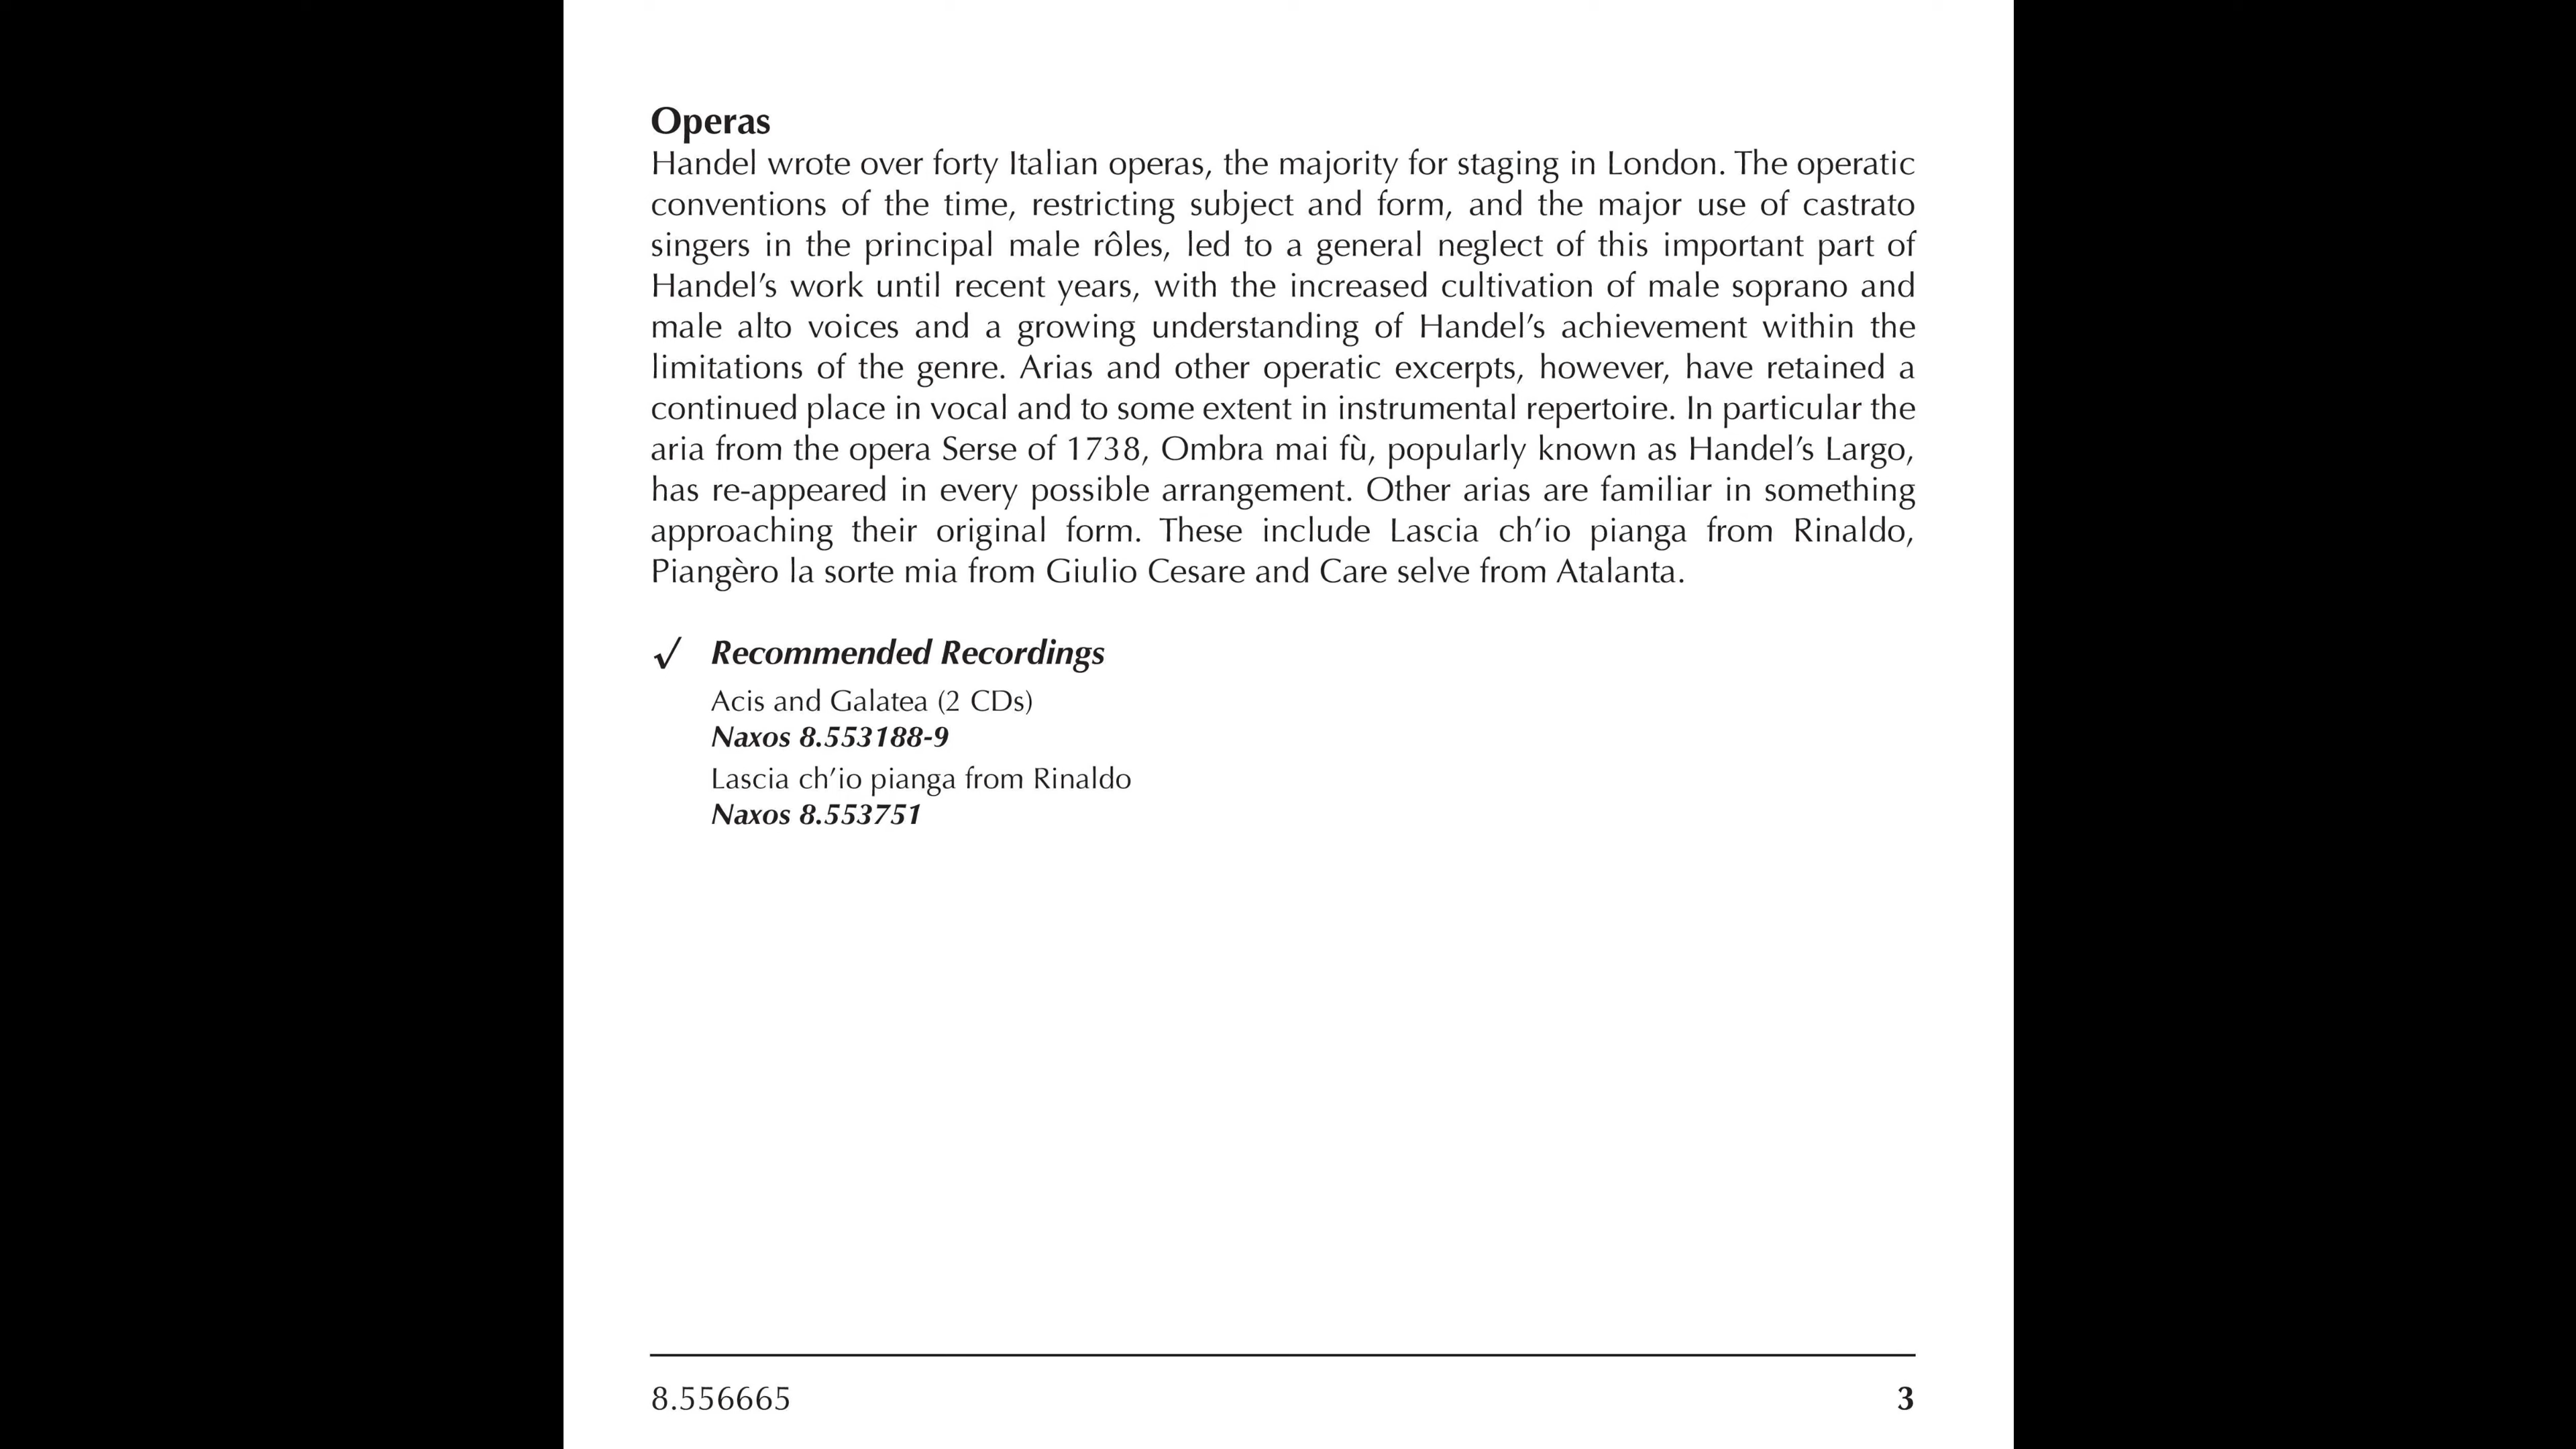 Operas
Handel wrote over forty Italian operas, the majority for staging in London. The operatic
conventions of the time, restricting subject and form, and the major use of castrato
singers in the principal male rôles, led to a general neglect of this important part of
Handel’s work until recent years, with the increased cultivation of male soprano and
male alto voices and a growing understanding of Handel’s achievement within the
limitations of the genre. Arias and other operatic excerpts, however, have retained a
continued place in vocal and to some extent in instrumental repertoire. In particular the
aria from the opera Serse of 1738, Ombra mai fù, popularly known as Handel’s Largo,
has re-appeared in every possible arrangement. Other arias are familiar in something
approaching their original form. These include Lascia ch’io pianga from Rinaldo,
Piangèro la sorte mia from Giulio Cesare and Care selve from Atalanta.
√ Recommended Recordings
Acis and Galatea (2 CDs)
Naxos 8.553188-9
Lascia ch’io pianga from Rinaldo
Naxos 8.553751
8.556665 3